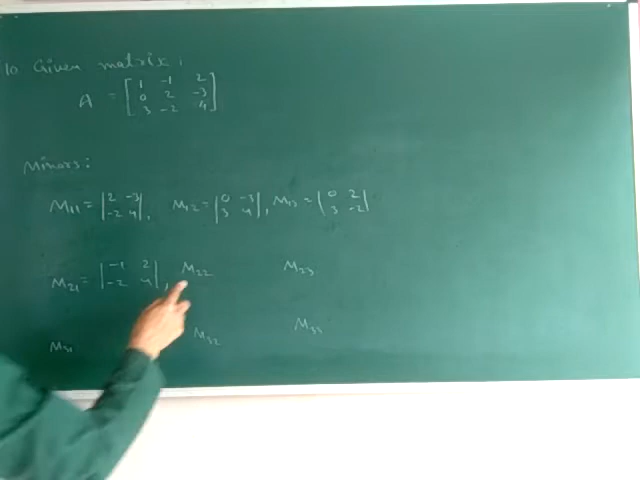 10 Given matrix:
A = [1 -1 2
0 2 -3
3 -2 4]
Minors:
M11 = |2 -3
-2 4|, M12 = |0 -3
3 4|, M13 = |0 2
3 -2|
M21 = |-1 2
-2 4|, M22 M23
M31 M32 M33